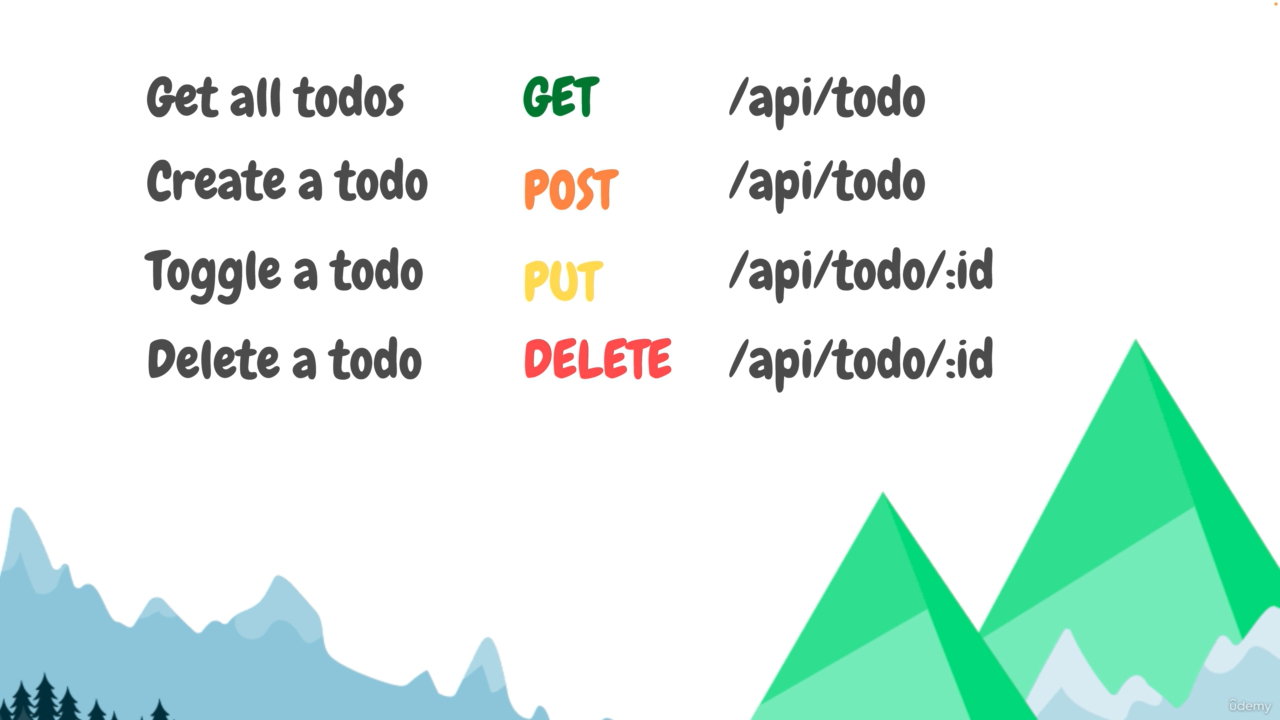 Get all todos GET /api/todo
Create a todo POST /api/todo
Toggle a todo PUT /api/todo/:id
Delete a todo DELETE /api/todo/:id
ûdemy